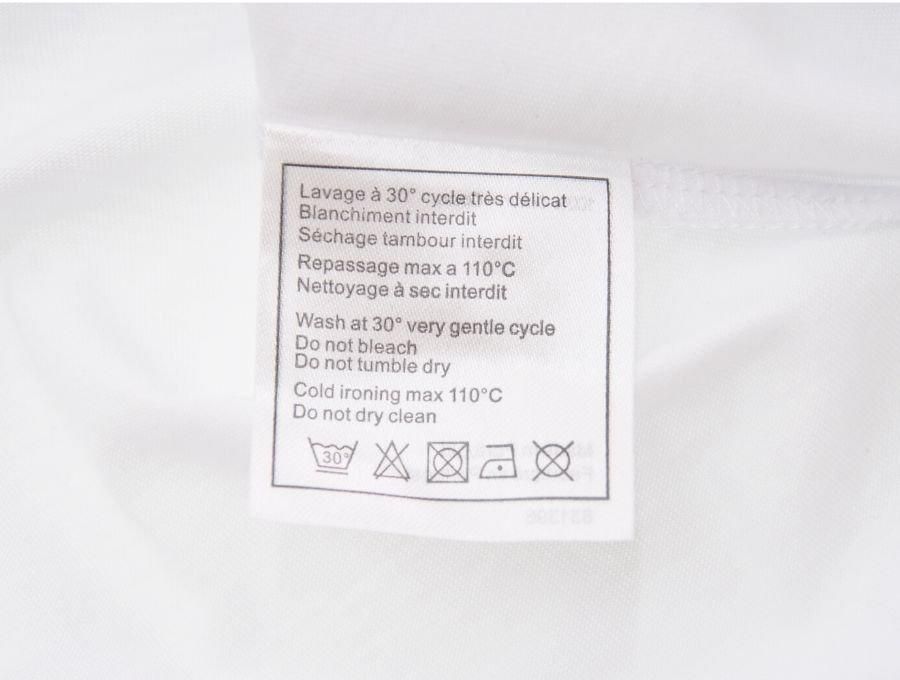 Lavage à 30° cycle très délicat
Blanchiment interdit
Séchage tambour interdit
Repassage max a 110°C
Nettoyage à sec interdit
Wash at 30° very gentle cycle
Do not bleach
Do not tumble dry
Cold ironing max 110°C
Do not dry clean
30°